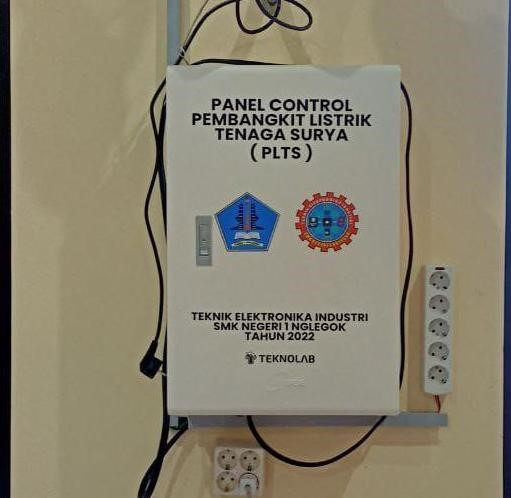 PANEL CONTROL
PEMBANGKIT LISTRIK
TENAGA SURYA
( PLTS )
TEKNIK ELEKTRONIKA INDUSTRI
SMK NEGERI 1 NGLEGOK
TAHUN 2022
TEKNOLAB